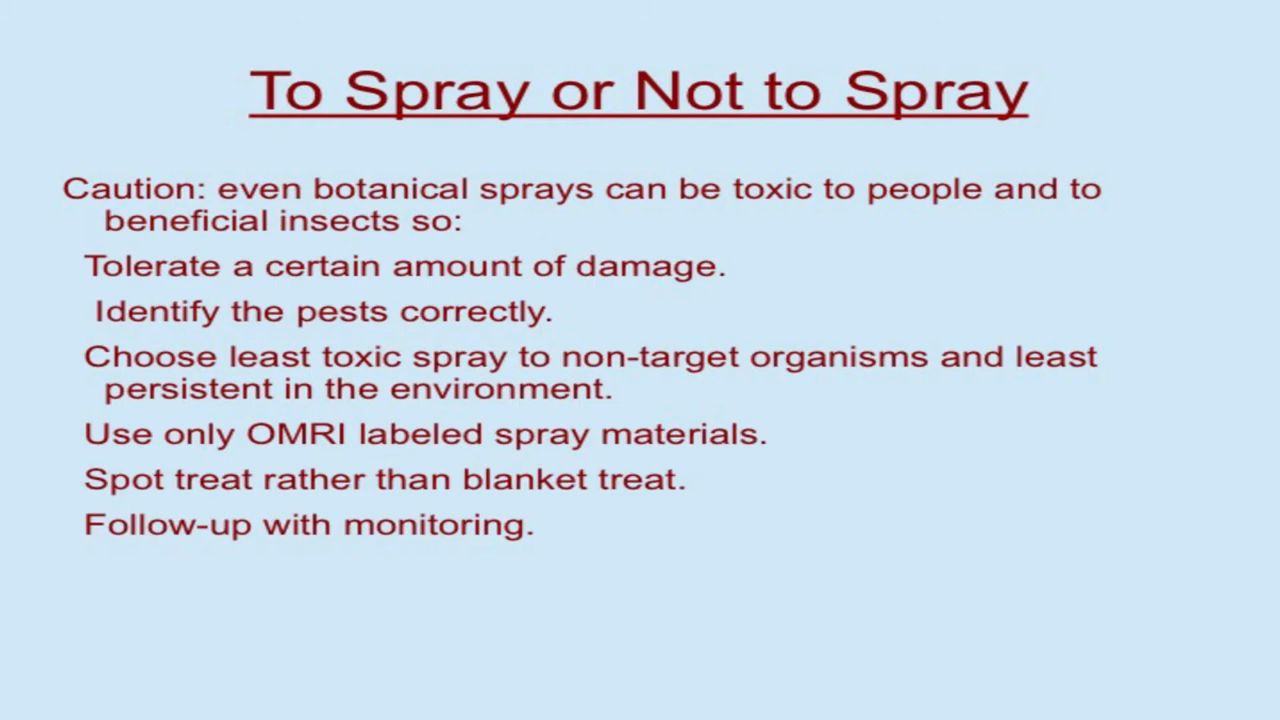 To Spray or Not to Spray
Caution: even botanical sprays can be toxic to people and to
beneficial insects so:
Tolerate a certain amount of damage.
Identify the pests correctly.
Choose least toxic spray to non-target organisms and least
persistent in the environment.
Use only OMRI labeled spray materials.
Spot treat rather than blanket treat.
Follow-up with monitoring.